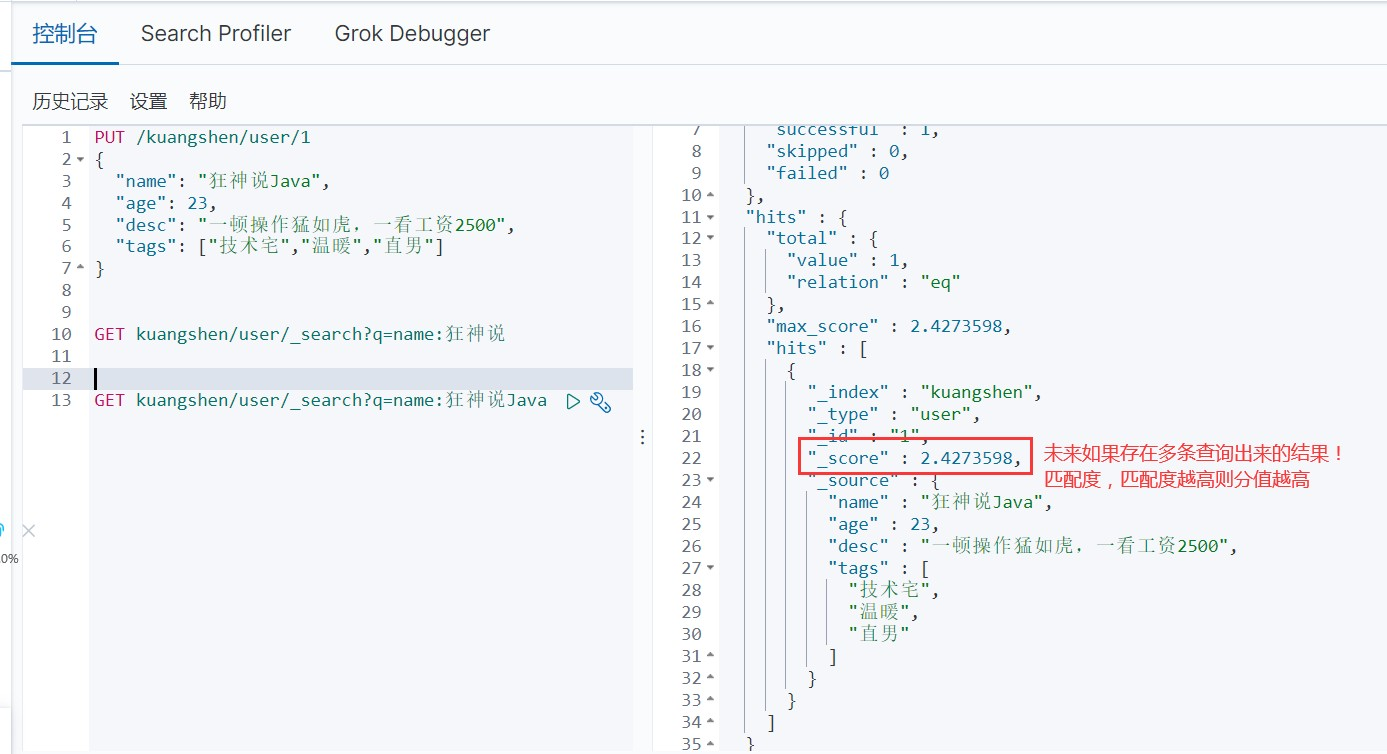 控制台 Search Profiler Grok Debugger
历史记录 设置 帮助
1 PUT /kuangshen/user/1
2 {
3 "name": "狂神说Java",
4 "age": 23,
5 "desc": "一顿操作猛如虎，一看工资2500",
6 "tags": ["技术宅","温暖","直男"]
7 }
8
9
10 GET kuangshen/user/_search?q=name:狂神说
11
12
13 GET kuangshen/user/_search?q=name:狂神说Java
7 "successful" : 1,
8 "skipped" : 0,
9 "failed" : 0
10 },
11 "hits" : {
12 "total" : {
13 "value" : 1,
14 "relation" : "eq"
15 },
16 "max_score" : 2.4273598,
17 "hits" : [
18 {
19 "_index" : "kuangshen",
20 "_type" : "user",
21 "_id" : "1",
22 "_score" : 2.4273598,
未来如果存在多条查询出来的结果！
匹配度，匹配度越高则分值越高
23 "_source" : {
24 "name" : "狂神说Java",
25 "age" : 23,
26 "desc" : "一顿操作猛如虎，一看工资2500",
27 "tags" : [
28 "技术宅",
29 "温暖",
30 "直男"
31 ]
32 }
33 }
34 ]
35 }
0%